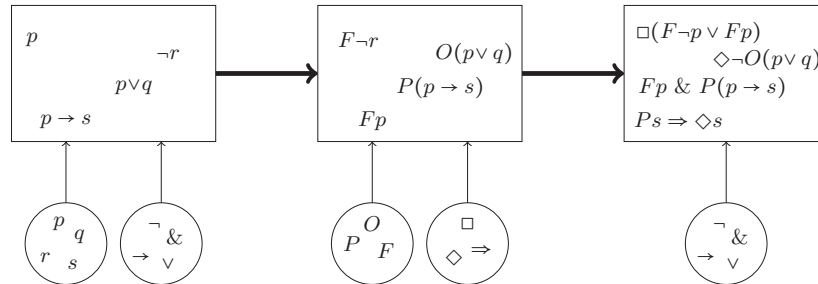 p
¬r
p∨q
p → s
F¬r
O(p∨q)
P(p → s)
Fp
□(F¬p ∨ Fp)
◇¬O(p∨q)
Fp & P(p → s)
Ps ⇒ ◇s
p
q
r
s
¬
&
→
∨
O
P
F
□
◇
⇒
¬
&
→
∨